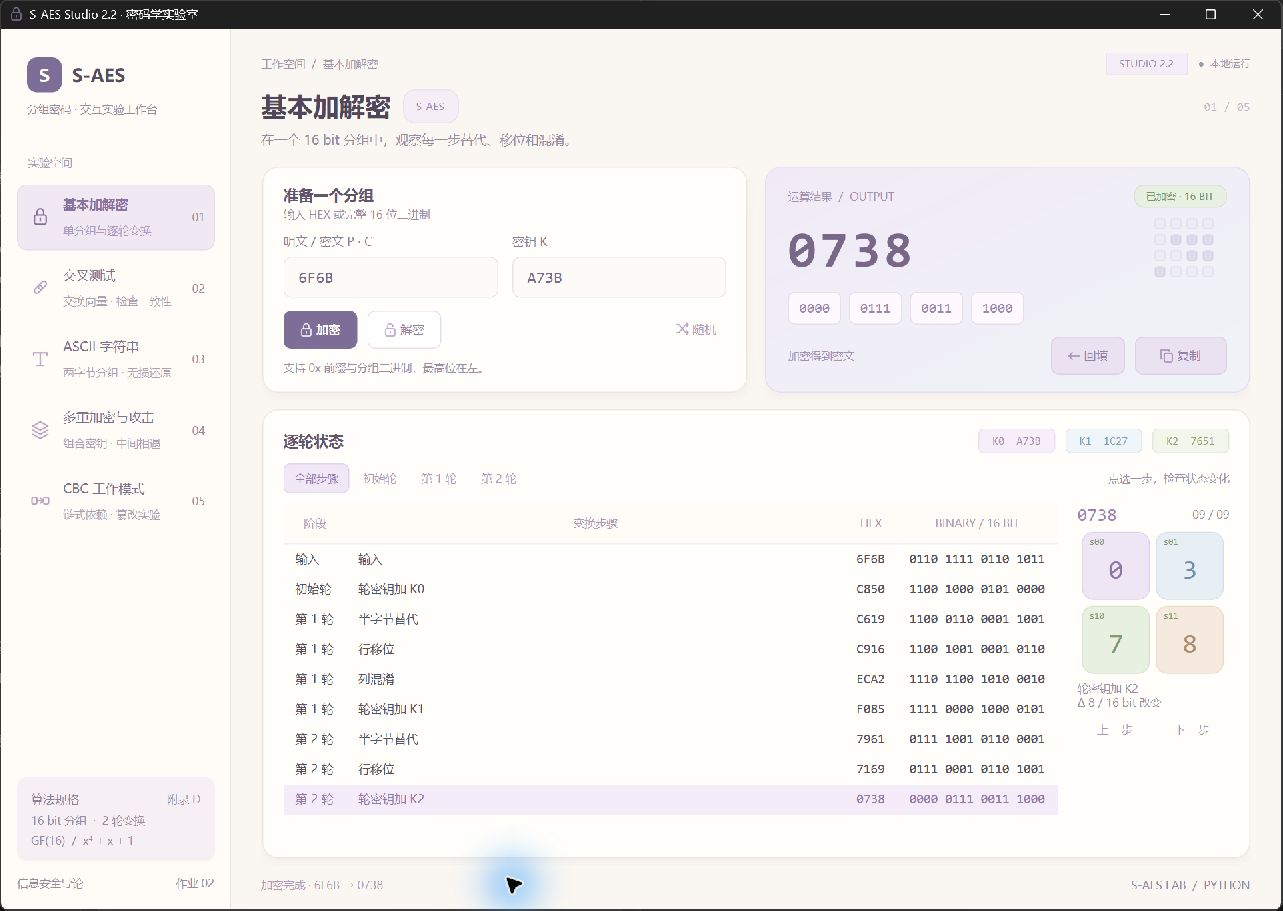 S-AES Studio 2.2 · 密码学实验室
S
S-AES
分组密码 · 交互实验工作台
实验空间
基本加解密
单分组与逐轮变换
01
交叉测试
交换向量 · 检查一致性
02
ASCII 字符串
两字节分组 · 无损还原
03
多重加密与攻击
组合密钥 · 中间相遇
04
CBC 工作模式
链式依赖 · 篡改实验
05
算法规格 附录 D
16 bit 分组 · 2 轮变换
GF(16) / x⁴ + x + 1
信息安全导论 作业 02
工作空间 / 基本加解密
STUDIO 2.2
本地运行
基本加解密
S-AES
01 / 05
在一个 16 bit 分组中，观察每一步替代、移位和混淆。
准备一个分组
输入 HEX 或完整 16 位二进制
明文 / 密文 P · C 密钥 K
6F6B A73B
加密 解密 随机
支持 0x 前缀与分组二进制，最高位在左。
运算结果 / OUTPUT
已加密 · 16 BIT
0738
0000 0111 0011 1000
加密得到密文
← 回填 复制
逐轮状态
K0 A73B K1 1C27 K2 7651
全部步骤 初始轮 第 1 轮 第 2 轮
点选一步，检查状态变化
阶段 变换步骤 HEX BINARY / 16 BIT
输入 输入 6F6B 0110 1111 0110 1011
初始轮 轮密钥加 K0 C850 1100 1000 0101 0000
第 1 轮 半字节替代 C619 1100 0110 0001 1001
第 1 轮 行移位 C916 1100 1001 0001 0110
第 1 轮 列混淆 ECA2 1110 1100 1010 0010
第 1 轮 轮密钥加 K1 F085 1111 0000 1000 0101
第 2 轮 半字节替代 7961 0111 1001 0110 0001
第 2 轮 行移位 7169 0111 0001 0110 1001
第 2 轮 轮密钥加 K2 0738 0000 0111 0011 1000
0738 09 / 09
s00 s01
0 3
s10 s11
7 8
轮密钥加 K2
Δ 8 / 16 bit 改变
上一步 下一步
加密完成 · 6F6B → 0738
S-AES LAB / PYTHON